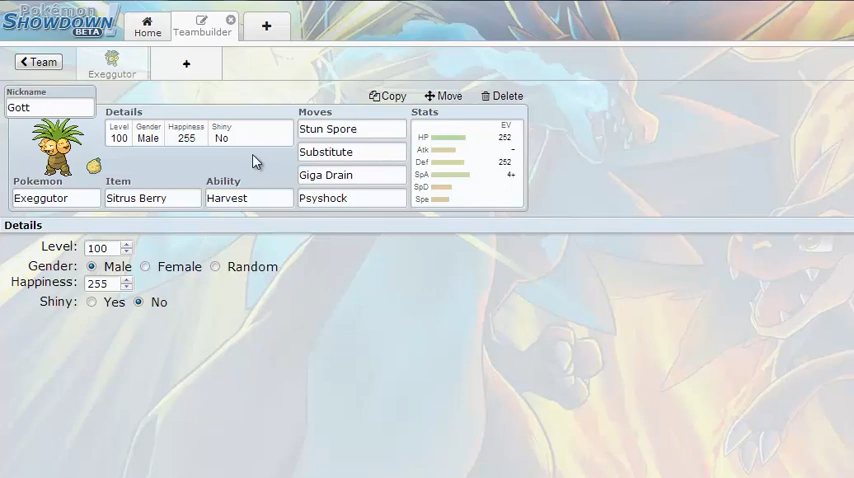 Pokémon
SHOWDOWN!
BETA
Home
Teambuilder
+
Team
Exeggutor
+
Nickname
Gott
Copy
Move
Delete
Details
Level
Gender
Happiness
Shiny
100
Male
255
No
Moves
Stun Spore
Substitute
Giga Drain
Psyshock
Stats
EV
HP 252
Atk -
Def 252
SpA 4+
SpD
Spe
Pokemon
Exeggutor
Item
Sitrus Berry
Ability
Harvest
Details
Level: 100
Gender: Male Female Random
Happiness: 255
Shiny: Yes No